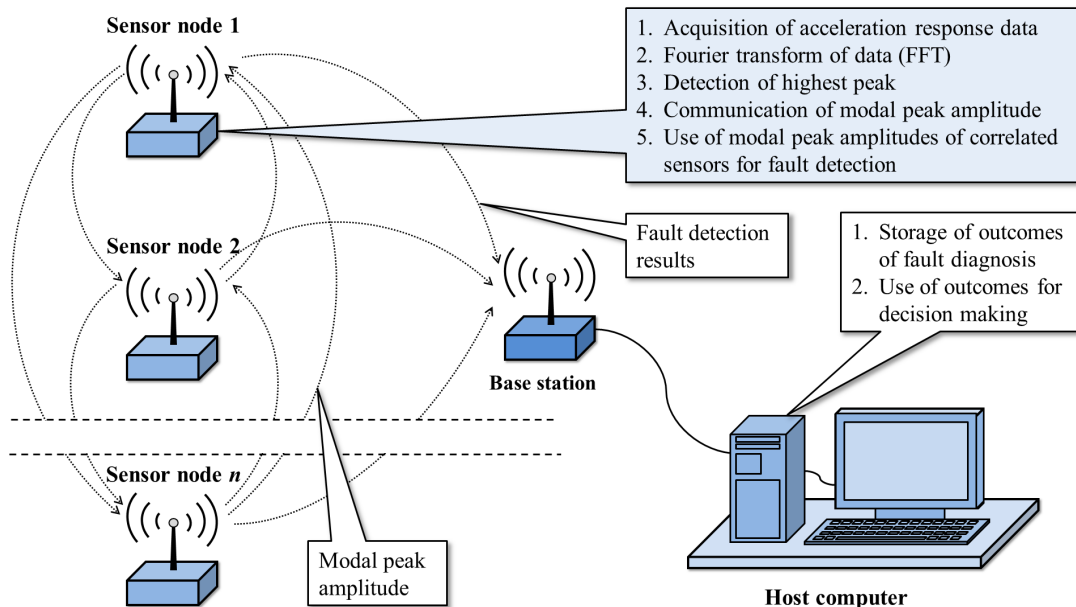 Sensor node 1
1. Acquisition of acceleration response data
2. Fourier transform of data (FFT)
3. Detection of highest peak
4. Communication of modal peak amplitude
5. Use of modal peak amplitudes of correlated
sensors for fault detection
Sensor node 2
Fault detection
results
1. Storage of outcomes
of fault diagnosis
2. Use of outcomes for
decision making
Base station
Sensor node n
Modal peak
amplitude
Host computer